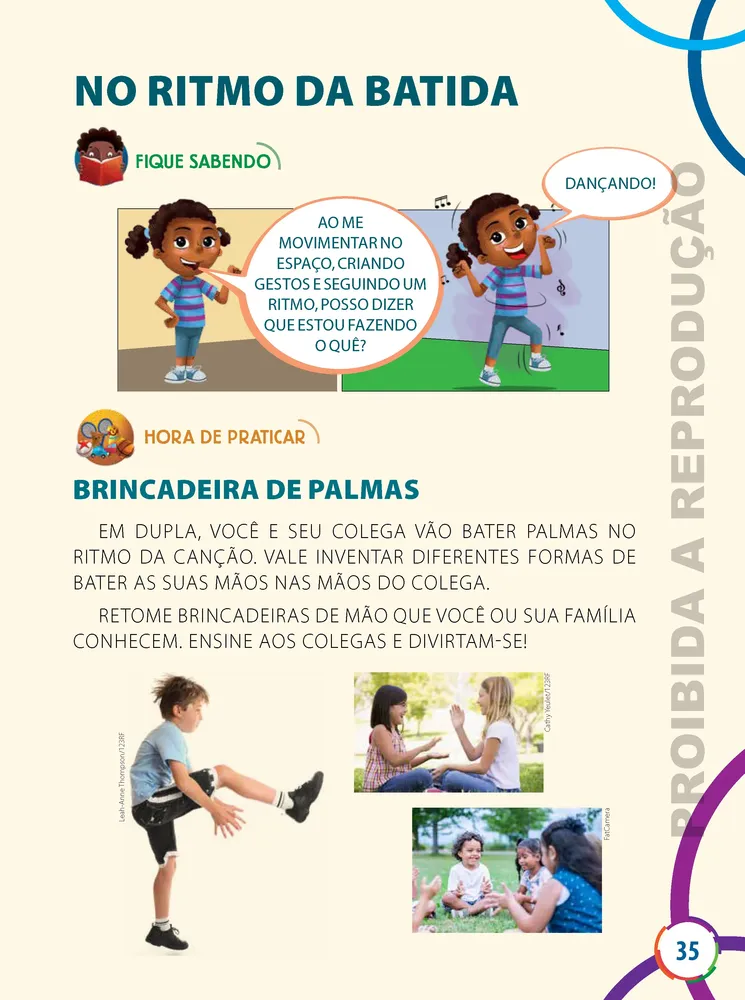 NO RITMO DA BATIDA
FIQUE SABENDO
AO ME
MOVIMENTAR NO
ESPAÇO, CRIANDO
GESTOS E SEGUINDO UM
RITMO, POSSO DIZER
QUE ESTOU FAZENDO
O QUÊ?
DANÇANDO!
HORA DE PRATICAR
BRINCADEIRA DE PALMAS
EM DUPLA, VOCÊ E SEU COLEGA VÃO BATER PALMAS NO
RITMO DA CANÇÃO. VALE INVENTAR DIFERENTES FORMAS DE
BATER AS SUAS MÃOS NAS MÃOS DO COLEGA.
RETOME BRINCADEIRAS DE MÃO QUE VOCÊ OU SUA FAMÍLIA
CONHECEM. ENSINE AOS COLEGAS E DIVIRTAM-SE!
Leah-Anne Thompson/123RF
Cathy Yeulet/123RF
FatCamera
PROIBIDA A REPRODUÇÃO
35